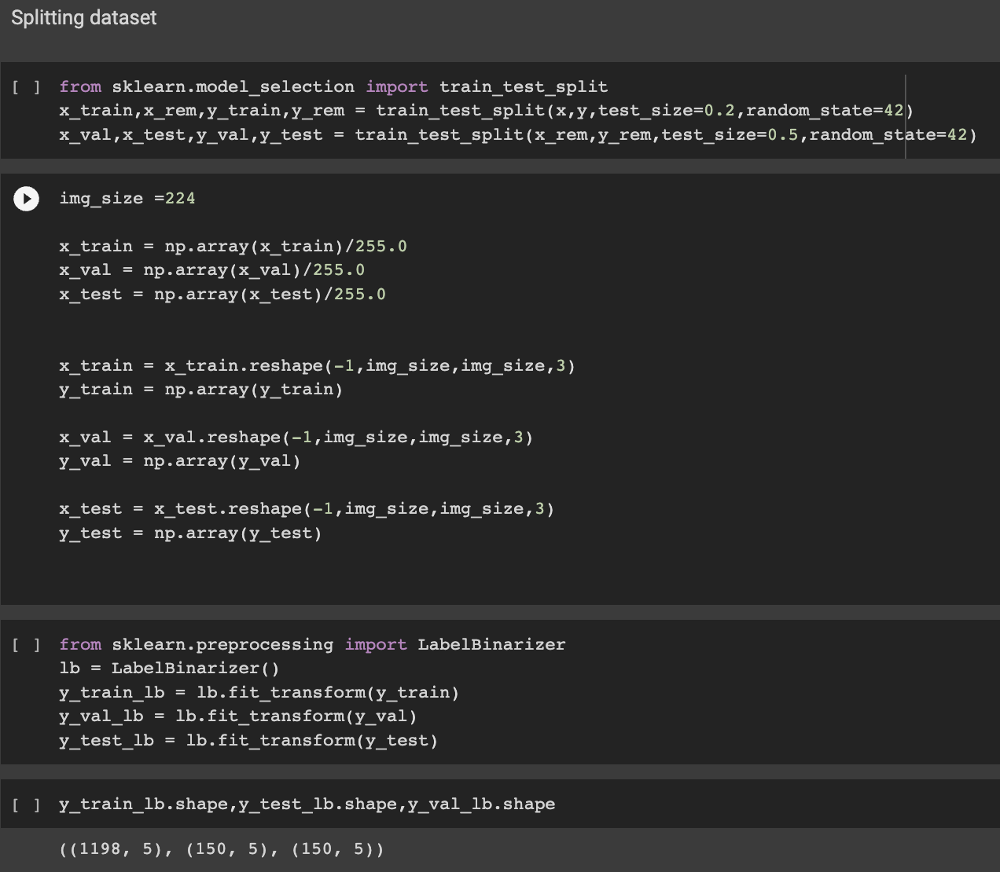 Splitting dataset
[ ] from sklearn.model_selection import train_test_split
x_train,x_rem,y_train,y_rem = train_test_split(x,y,test_size=0.2,random_state=42)
x_val,x_test,y_val,y_test = train_test_split(x_rem,y_rem,test_size=0.5,random_state=42)
img_size =224
x_train = np.array(x_train)/255.0
x_val = np.array(x_val)/255.0
x_test = np.array(x_test)/255.0
x_train = x_train.reshape(-1,img_size,img_size,3)
y_train = np.array(y_train)
x_val = x_val.reshape(-1,img_size,img_size,3)
y_val = np.array(y_val)
x_test = x_test.reshape(-1,img_size,img_size,3)
y_test = np.array(y_test)
[ ] from sklearn.preprocessing import LabelBinarizer
lb = LabelBinarizer()
y_train_lb = lb.fit_transform(y_train)
y_val_lb = lb.fit_transform(y_val)
y_test_lb = lb.fit_transform(y_test)
[ ] y_train_lb.shape,y_test_lb.shape,y_val_lb.shape
((1198, 5), (150, 5), (150, 5))